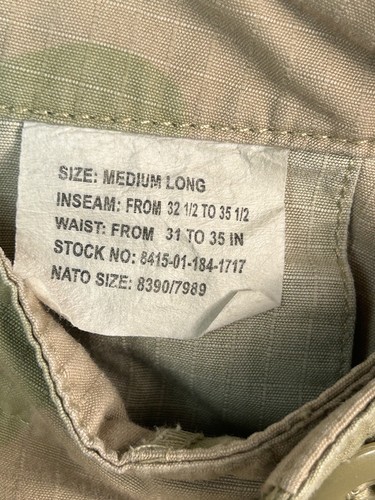 SIZE: MEDIUM LONG
INSEAM: FROM 32 1/2 TO 35 1/2
WAIST: FROM 31 TO 35 IN
STOCK NO: 8415-01-184-1717
NATO SIZE: 8390/7989